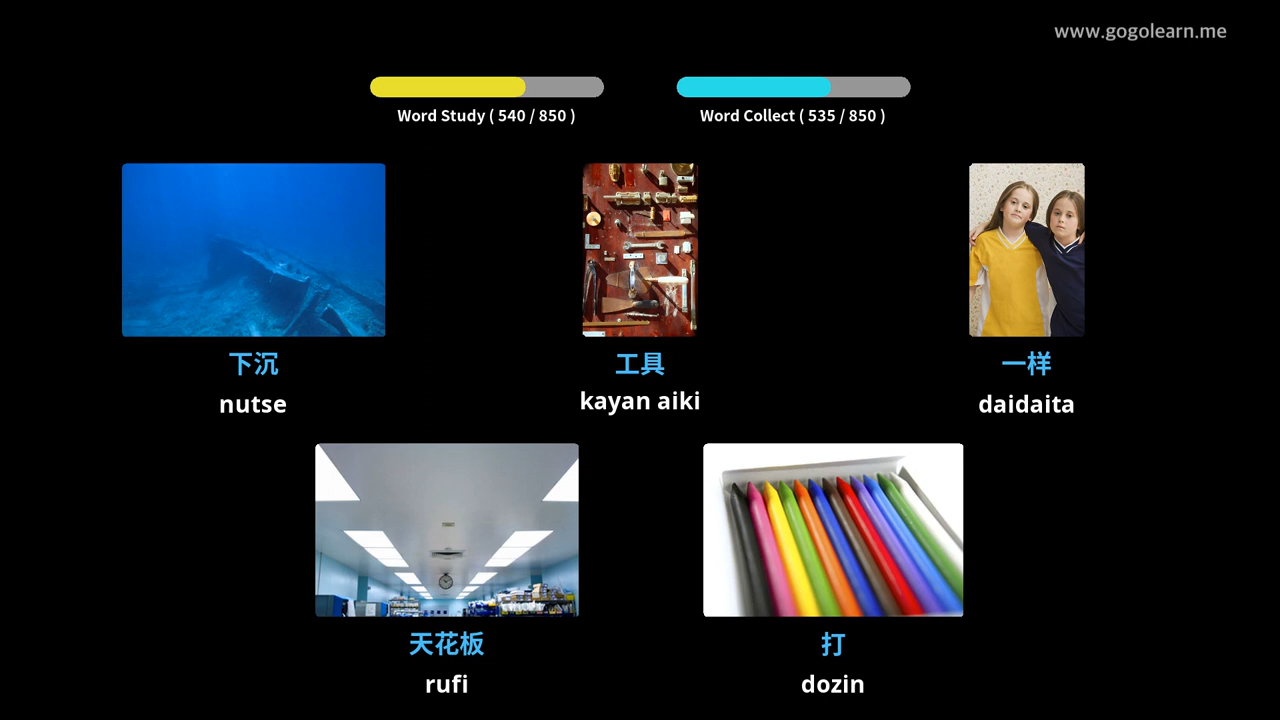 www.gogolearn.me
Word Study ( 540 / 850 )
Word Collect ( 535 / 850 )
下沉
nutse
工具
kayan aiki
一样
daidaita
天花板
rufi
打
dozin